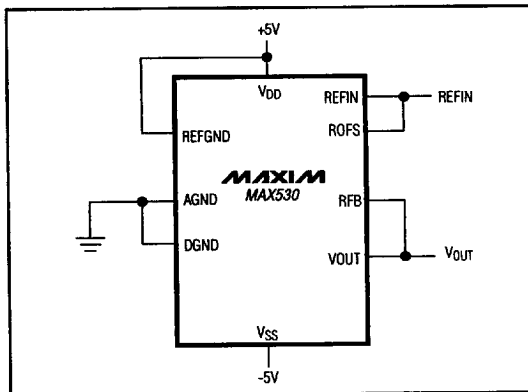 +5V
VDD
REFIN
REFIN
ROFS
REFGND
MAXIM
MAX530
AGND
RFB
DGND
VOUT
VOUT
VSS
-5V